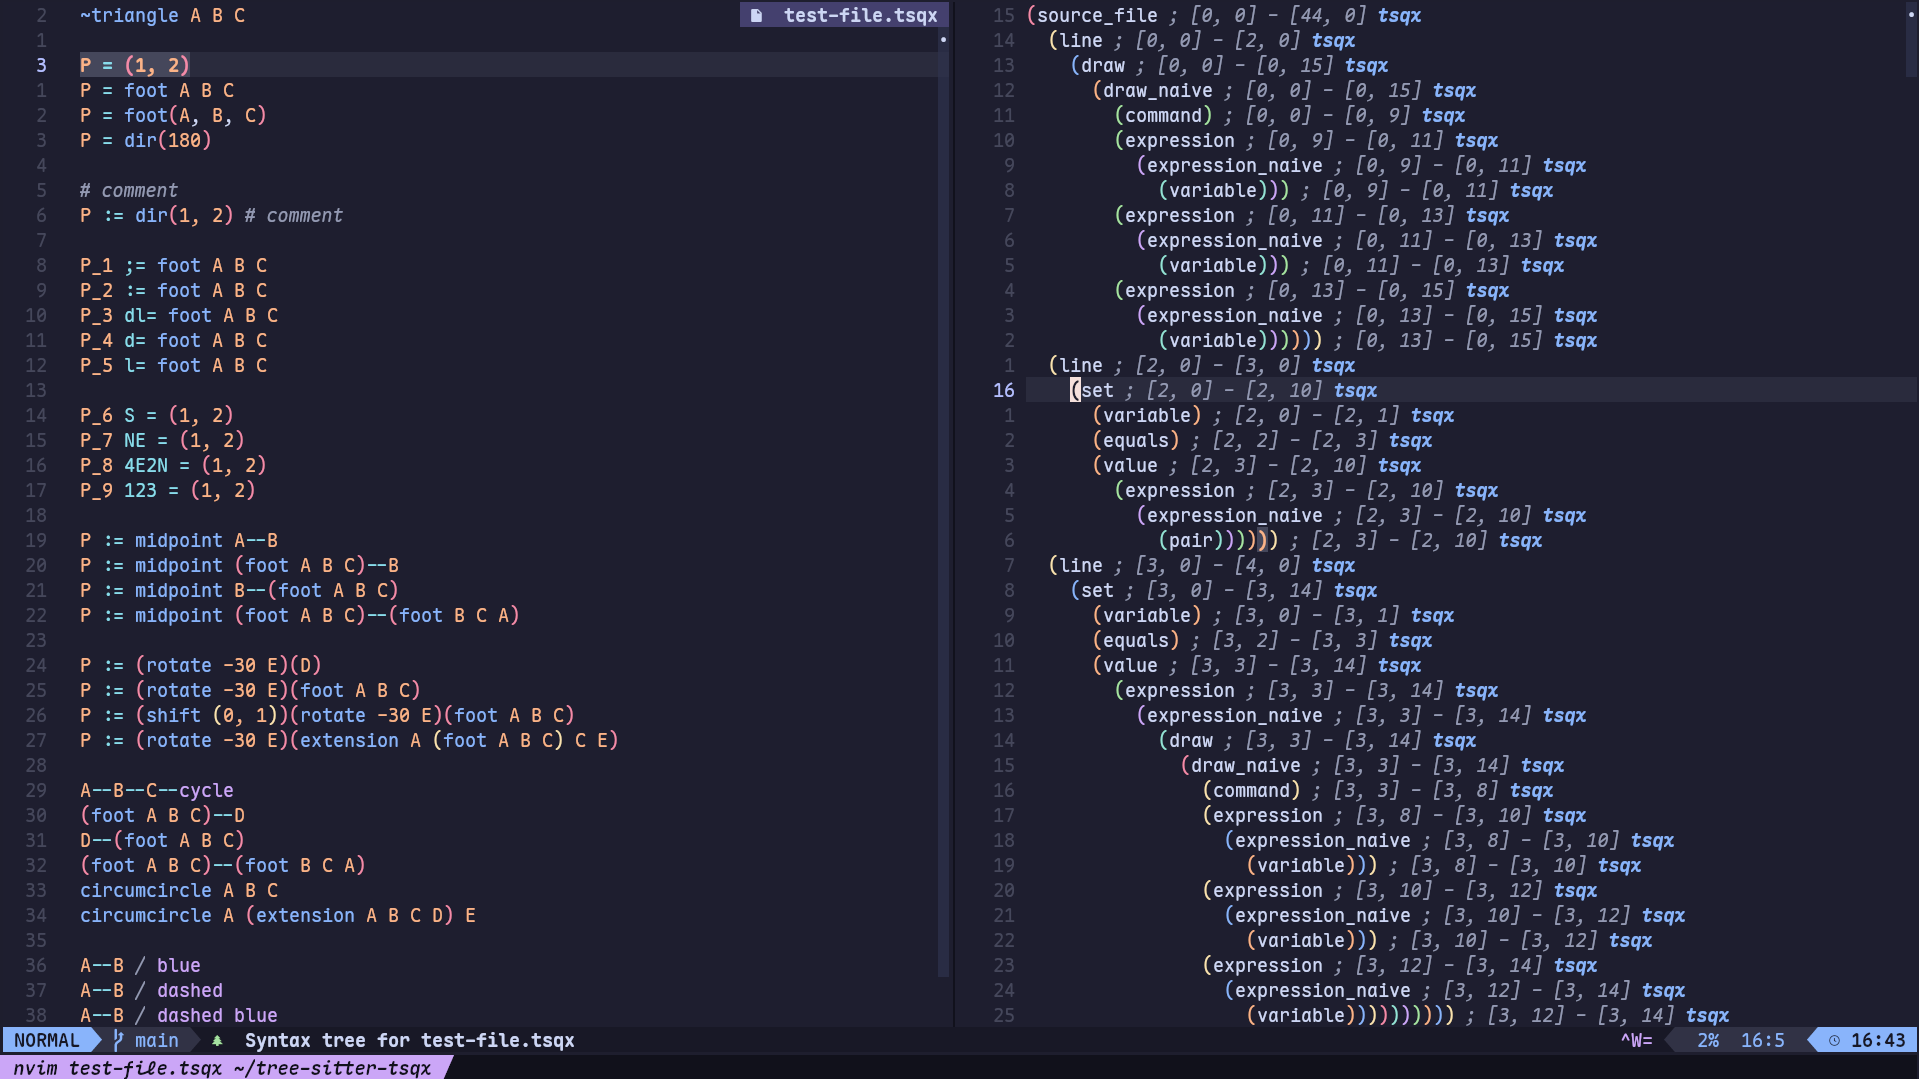 test-file.tsqx
2 ~triangle A B C
1
3 P = (1, 2)
1 P = foot A B C
2 P = foot(A, B, C)
3 P = dir(180)
4
5 # comment
6 P := dir(1, 2) # comment
7
8 P_1 ;= foot A B C
9 P_2 := foot A B C
10 P_3 dl= foot A B C
11 P_4 d= foot A B C
12 P_5 l= foot A B C
13
14 P_6 S = (1, 2)
15 P_7 NE = (1, 2)
16 P_8 4E2N = (1, 2)
17 P_9 123 = (1, 2)
18
19 P := midpoint A--B
20 P := midpoint (foot A B C)--B
21 P := midpoint B--(foot A B C)
22 P := midpoint (foot A B C)--(foot B C A)
23
24 P := (rotate -30 E)(D)
25 P := (rotate -30 E)(foot A B C)
26 P := (shift (0, 1))(rotate -30 E)(foot A B C)
27 P := (rotate -30 E)(extension A (foot A B C) C E)
28
29 A--B--C--cycle
30 (foot A B C)--D
31 D--(foot A B C)
32 (foot A B C)--(foot B C A)
33 circumcircle A B C
34 circumcircle A (extension A B C D) E
35
36 A--B / blue
37 A--B / dashed
38 A--B / dashed blue
15 (source_file ; [0, 0] - [44, 0] tsqx
14 (line ; [0, 0] - [2, 0] tsqx
13 (draw ; [0, 0] - [0, 15] tsqx
12 (draw_naive ; [0, 0] - [0, 15] tsqx
11 (command) ; [0, 0] - [0, 9] tsqx
10 (expression ; [0, 9] - [0, 11] tsqx
9 (expression_naive ; [0, 9] - [0, 11] tsqx
8 (variable))) ; [0, 9] - [0, 11] tsqx
7 (expression ; [0, 11] - [0, 13] tsqx
6 (expression_naive ; [0, 11] - [0, 13] tsqx
5 (variable))) ; [0, 11] - [0, 13] tsqx
4 (expression ; [0, 13] - [0, 15] tsqx
3 (expression_naive ; [0, 13] - [0, 15] tsqx
2 (variable)))))) ; [0, 13] - [0, 15] tsqx
1 (line ; [2, 0] - [3, 0] tsqx
16 (set ; [2, 0] - [2, 10] tsqx
1 (variable) ; [2, 0] - [2, 1] tsqx
2 (equals) ; [2, 2] - [2, 3] tsqx
3 (value ; [2, 3] - [2, 10] tsqx
4 (expression ; [2, 3] - [2, 10] tsqx
5 (expression_naive ; [2, 3] - [2, 10] tsqx
6 (pair)))))) ; [2, 3] - [2, 10] tsqx
7 (line ; [3, 0] - [4, 0] tsqx
8 (set ; [3, 0] - [3, 14] tsqx
9 (variable) ; [3, 0] - [3, 1] tsqx
10 (equals) ; [3, 2] - [3, 3] tsqx
11 (value ; [3, 3] - [3, 14] tsqx
12 (expression ; [3, 3] - [3, 14] tsqx
13 (expression_naive ; [3, 3] - [3, 14] tsqx
14 (draw ; [3, 3] - [3, 14] tsqx
15 (draw_naive ; [3, 3] - [3, 14] tsqx
16 (command) ; [3, 3] - [3, 8] tsqx
17 (expression ; [3, 8] - [3, 10] tsqx
18 (expression_naive ; [3, 8] - [3, 10] tsqx
19 (variable))) ; [3, 8] - [3, 10] tsqx
20 (expression ; [3, 10] - [3, 12] tsqx
21 (expression_naive ; [3, 10] - [3, 12] tsqx
22 (variable))) ; [3, 10] - [3, 12] tsqx
23 (expression ; [3, 12] - [3, 14] tsqx
24 (expression_naive ; [3, 12] - [3, 14] tsqx
25 (variable)))))))))) ; [3, 12] - [3, 14] tsqx
NORMAL main Syntax tree for test-file.tsqx ^W= 2% 16:5 16:43
nvim test-file.tsqx ~/tree-sitter-tsqx